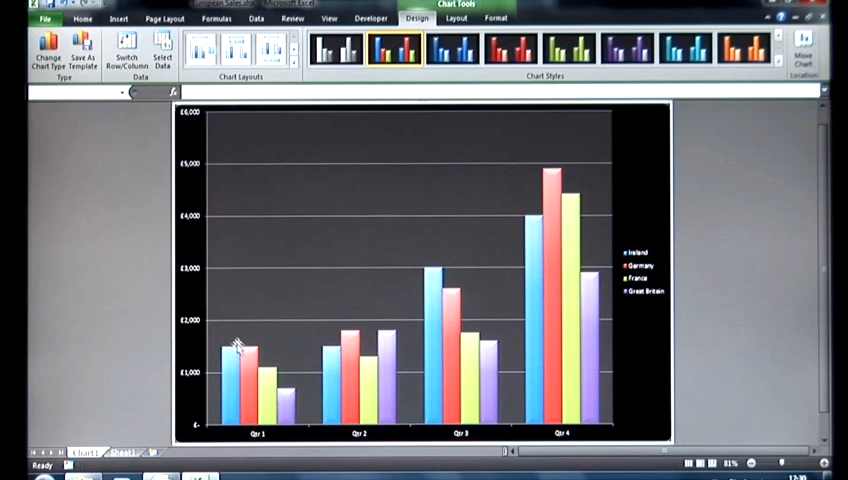 European Sales.xlsx - Microsoft Excel
Chart Tools
File Home Insert Page Layout Formulas Data Review View Developer Design Layout Format
Change Chart Type
Save As Template
Switch Row/Column
Select Data
Move Chart
Type Data Chart Layouts Chart Styles Location
fx
£6,000
£5,000
£4,000
£3,000
£2,000
£1,000
£-
Ireland
Germany
France
Great Britain
Qtr 1 Qtr 2 Qtr 3 Qtr 4
Chart1 Sheet1
Ready
81%
12:30